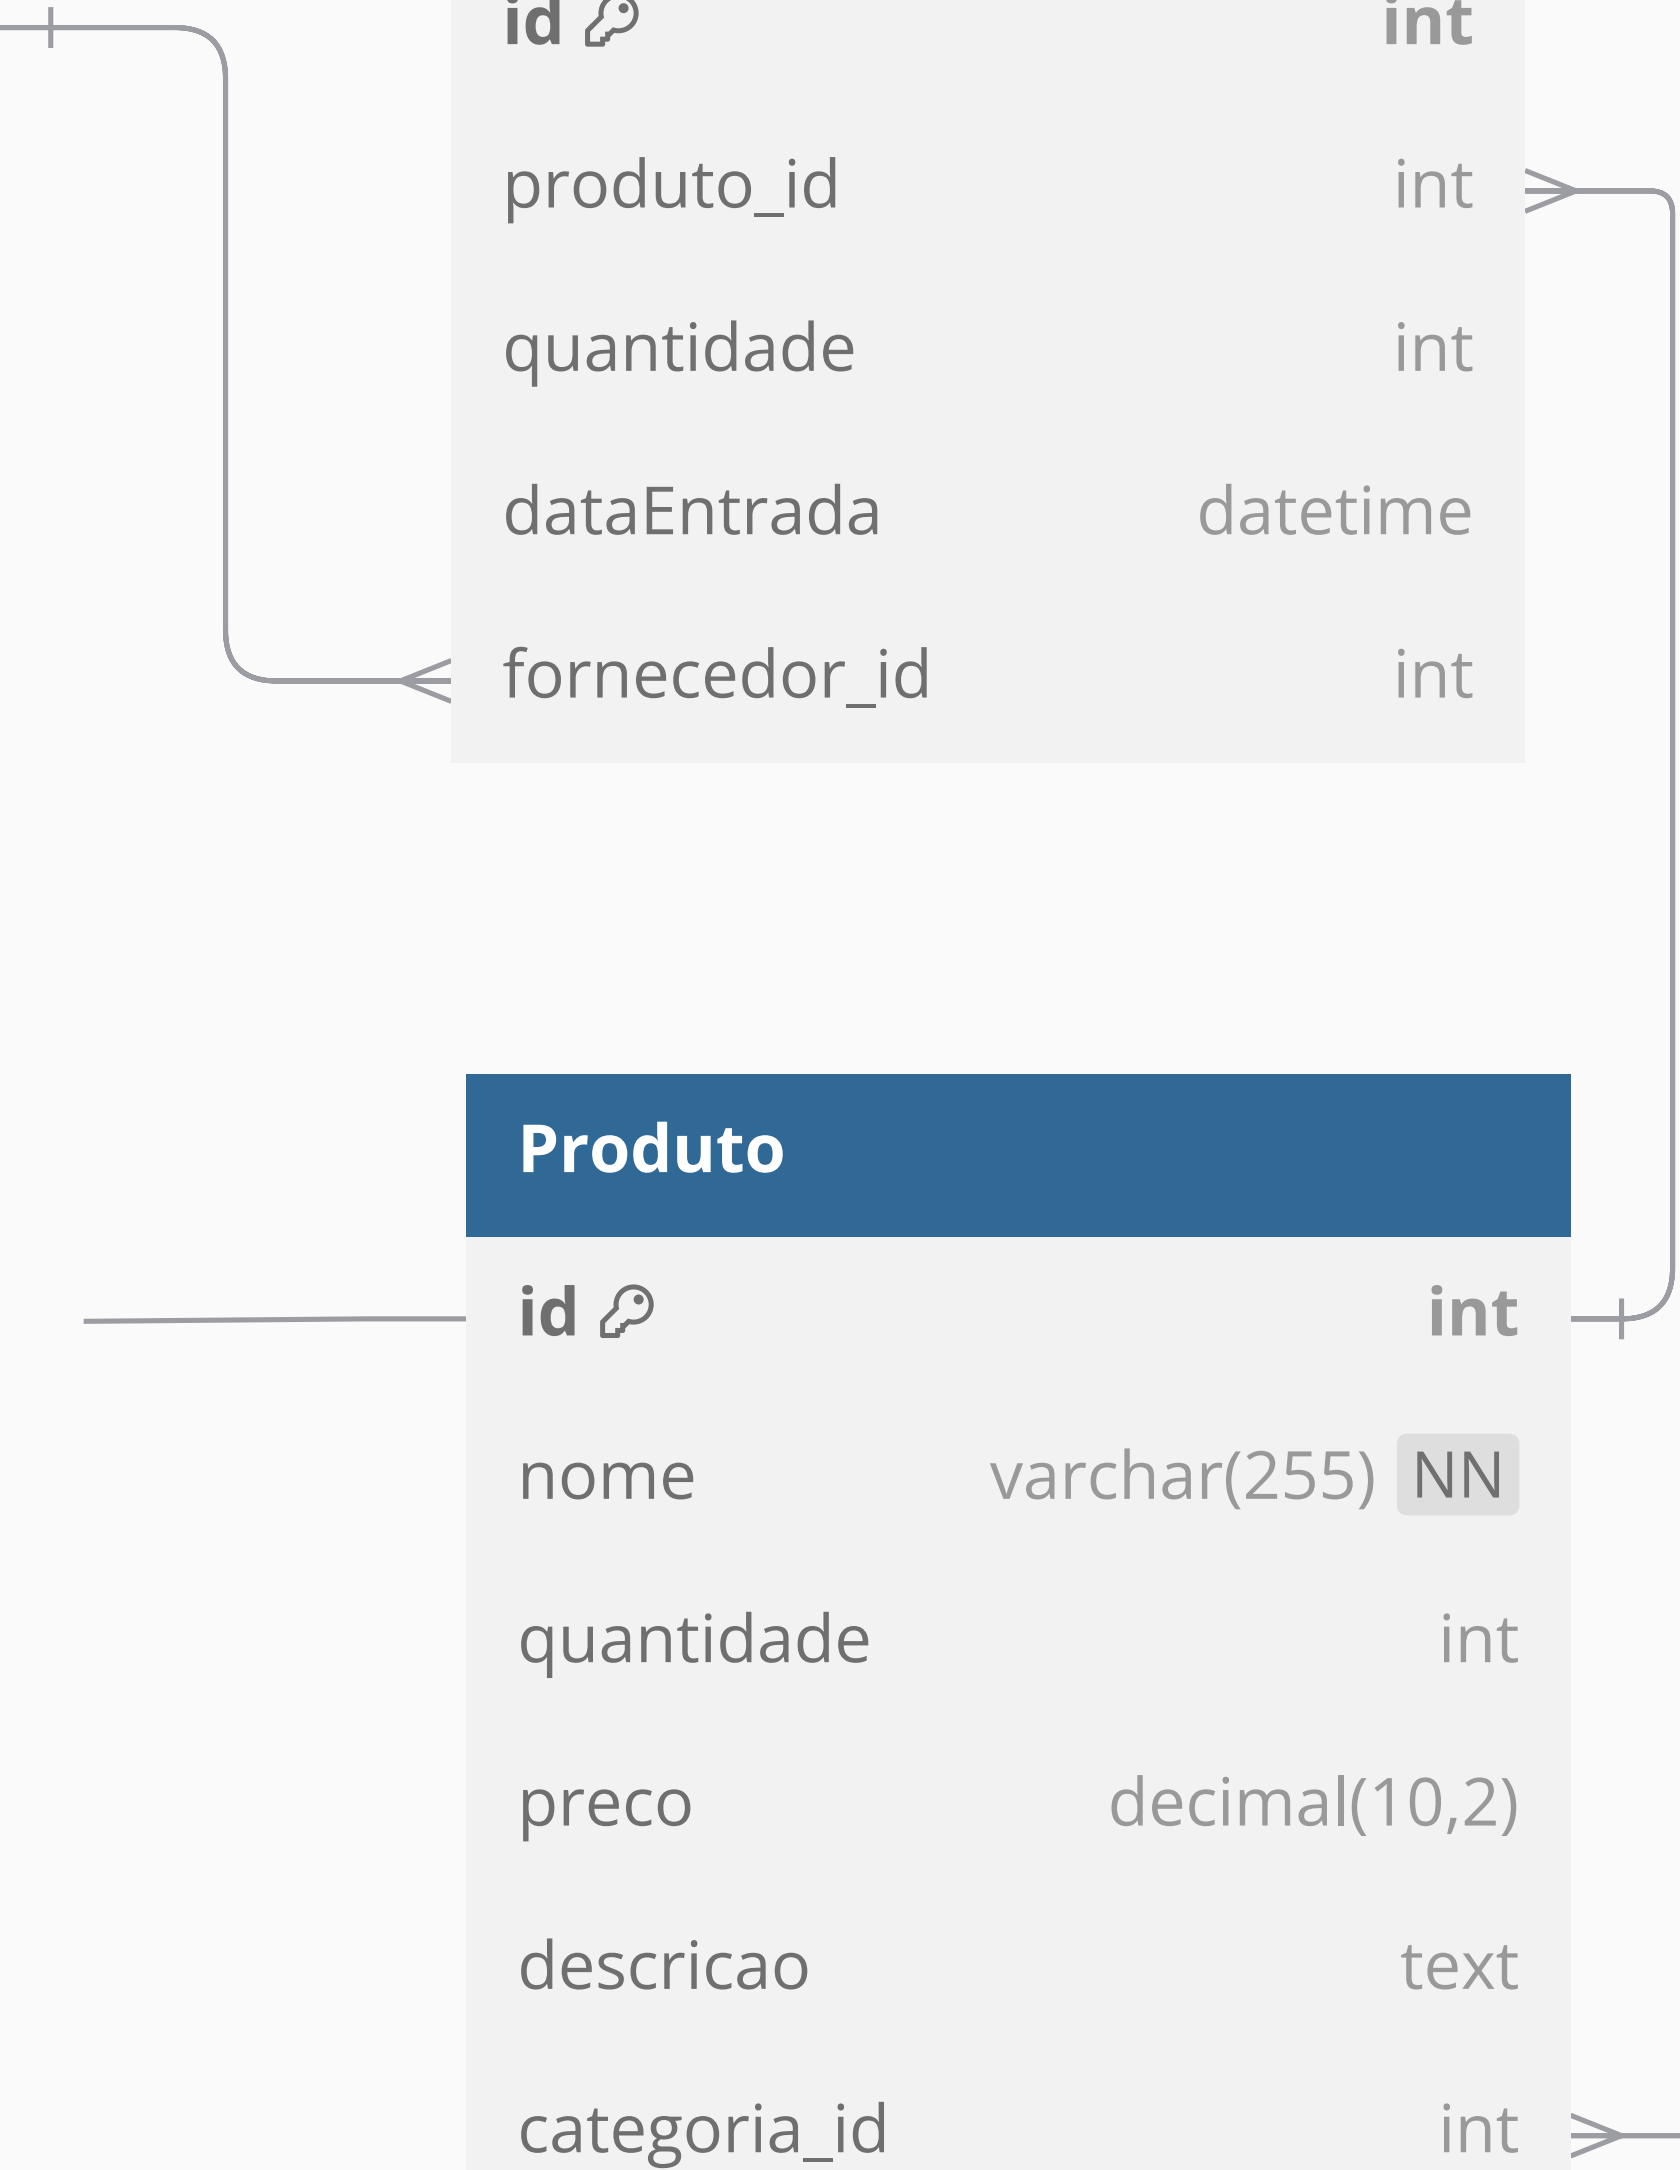 id int
produto_id int
quantidade int
dataEntrada datetime
fornecedor_id int
Produto
id int
nome varchar(255) NN
quantidade int
preco decimal(10,2)
descricao text
categoria_id int